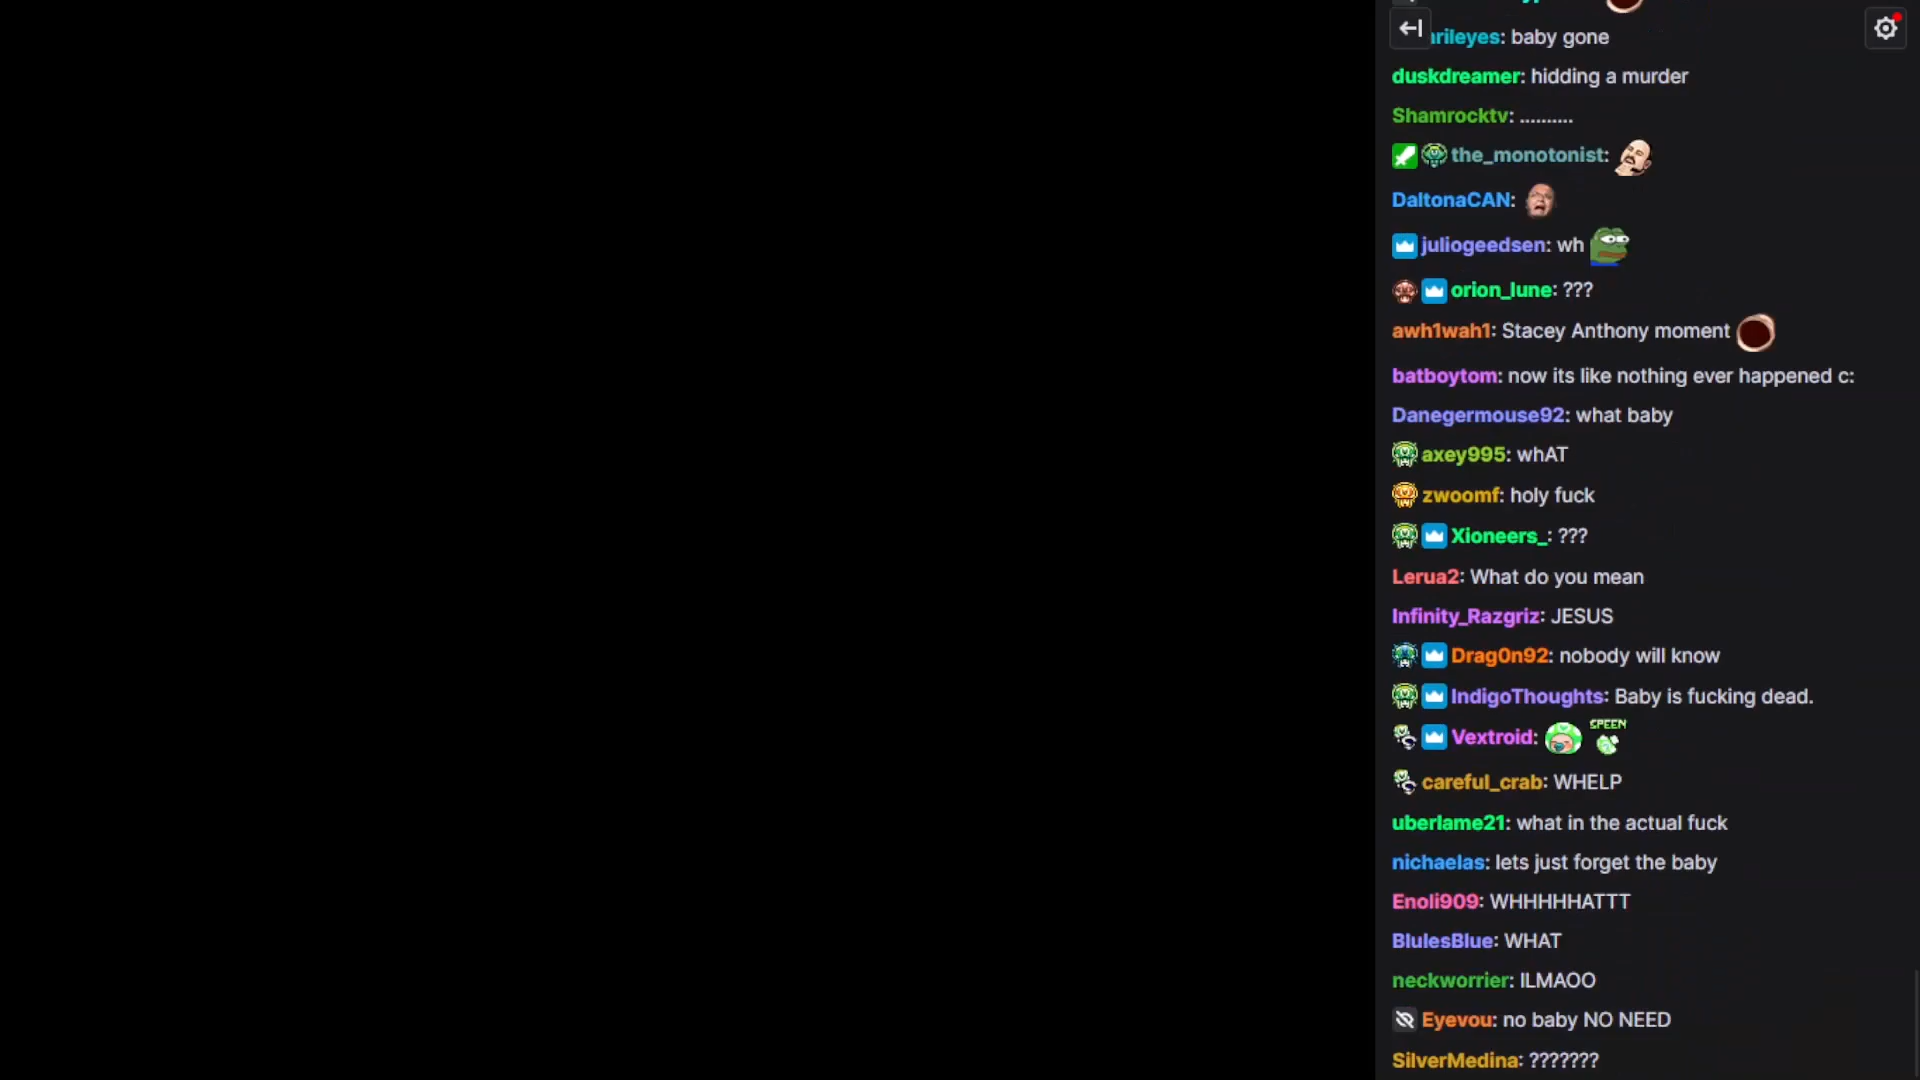 rileyes: baby gone
duskdreamer: hidding a murder
Shamrocktv: ..........
the_monotonist:
DaltonaCAN:
juliogeedsen: wh
orion_lune: ???
awh1wah1: Stacey Anthony moment
batboytom: now its like nothing ever happened c:
Danegermouse92: what baby
axey995: whAT
zwoomf: holy fuck
Xioneers_: ???
Lerua2: What do you mean
Infinity_Razgriz: JESUS
Drag0n92: nobody will know
IndigoThoughts: Baby is fucking dead.
Vextroid: SPEEN
careful_crab: WHELP
uberlame21: what in the actual fuck
nichaelas: lets just forget the baby
Enoli909: WHHHHHATTT
BlulesBlue: WHAT
neckworrier: lLMAOO
Eyevou: no baby NO NEED
SilverMedina: ???????